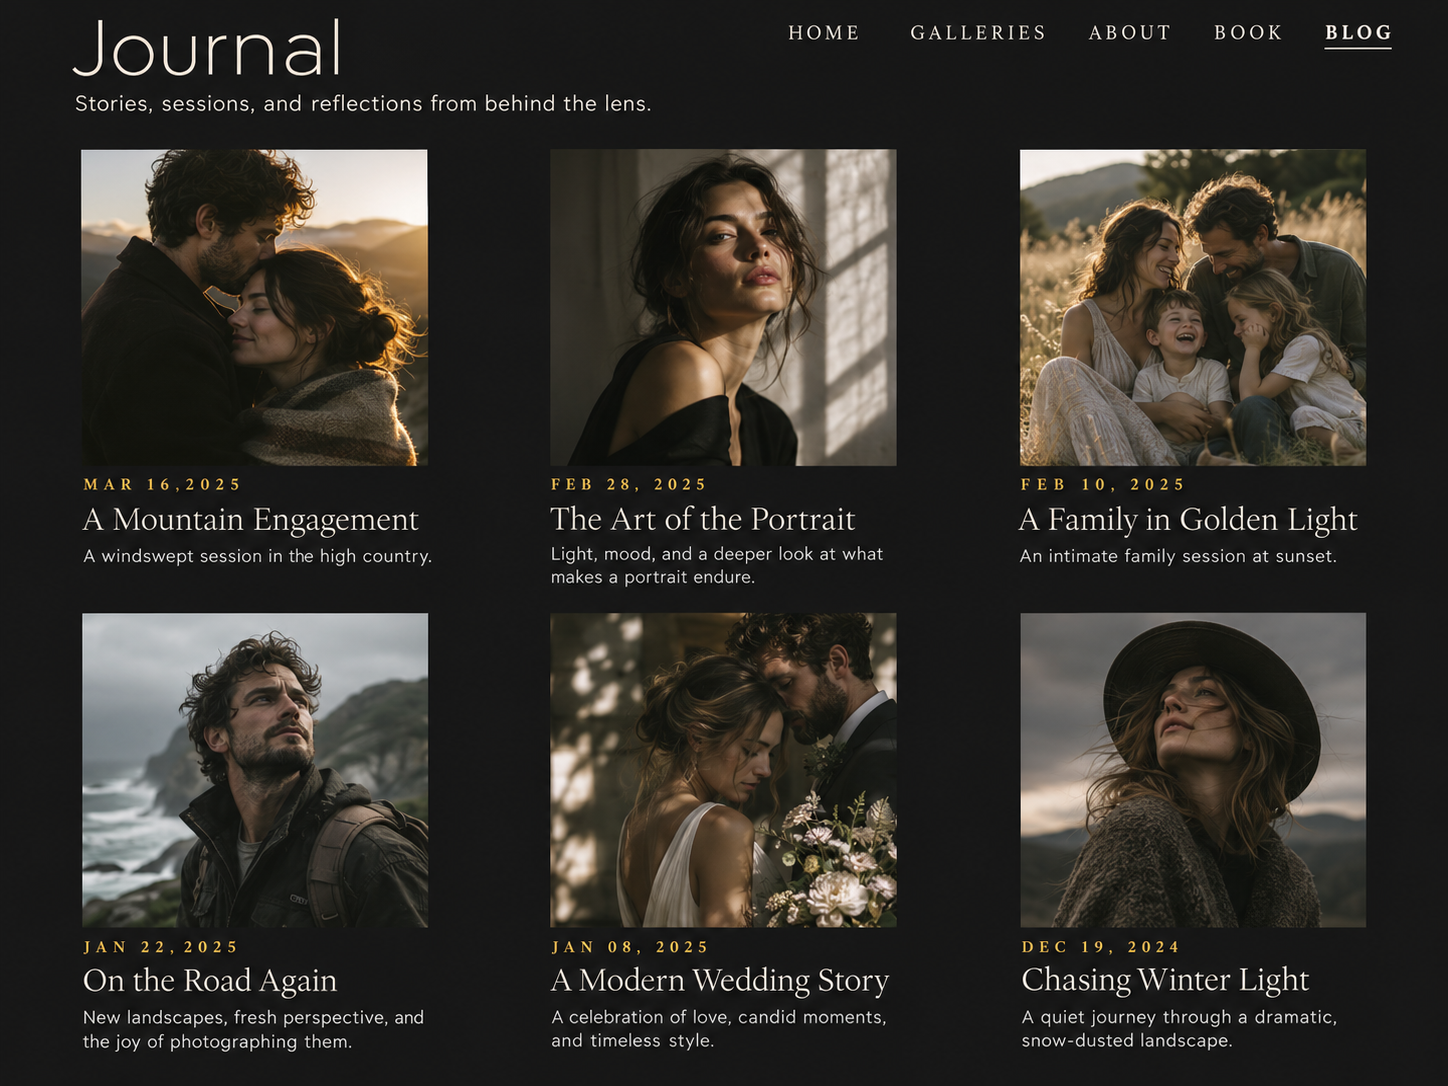 Journal
HOME GALLERIES ABOUT BOOK BLOG
Stories, sessions, and reflections from behind the lens.
MAR 16,2025
A Mountain Engagement
A windswept session in the high country.
FEB 28, 2025
The Art of the Portrait
Light, mood, and a deeper look at what
makes a portrait endure.
FEB 10, 2025
A Family in Golden Light
An intimate family session at sunset.
JAN 22,2025
On the Road Again
New landscapes, fresh perspective, and
the joy of photographing them.
JAN 08, 2025
A Modern Wedding Story
A celebration of love, candid moments,
and timeless style.
DEC 19, 2024
Chasing Winter Light
A quiet journey through a dramatic,
snow-dusted landscape.